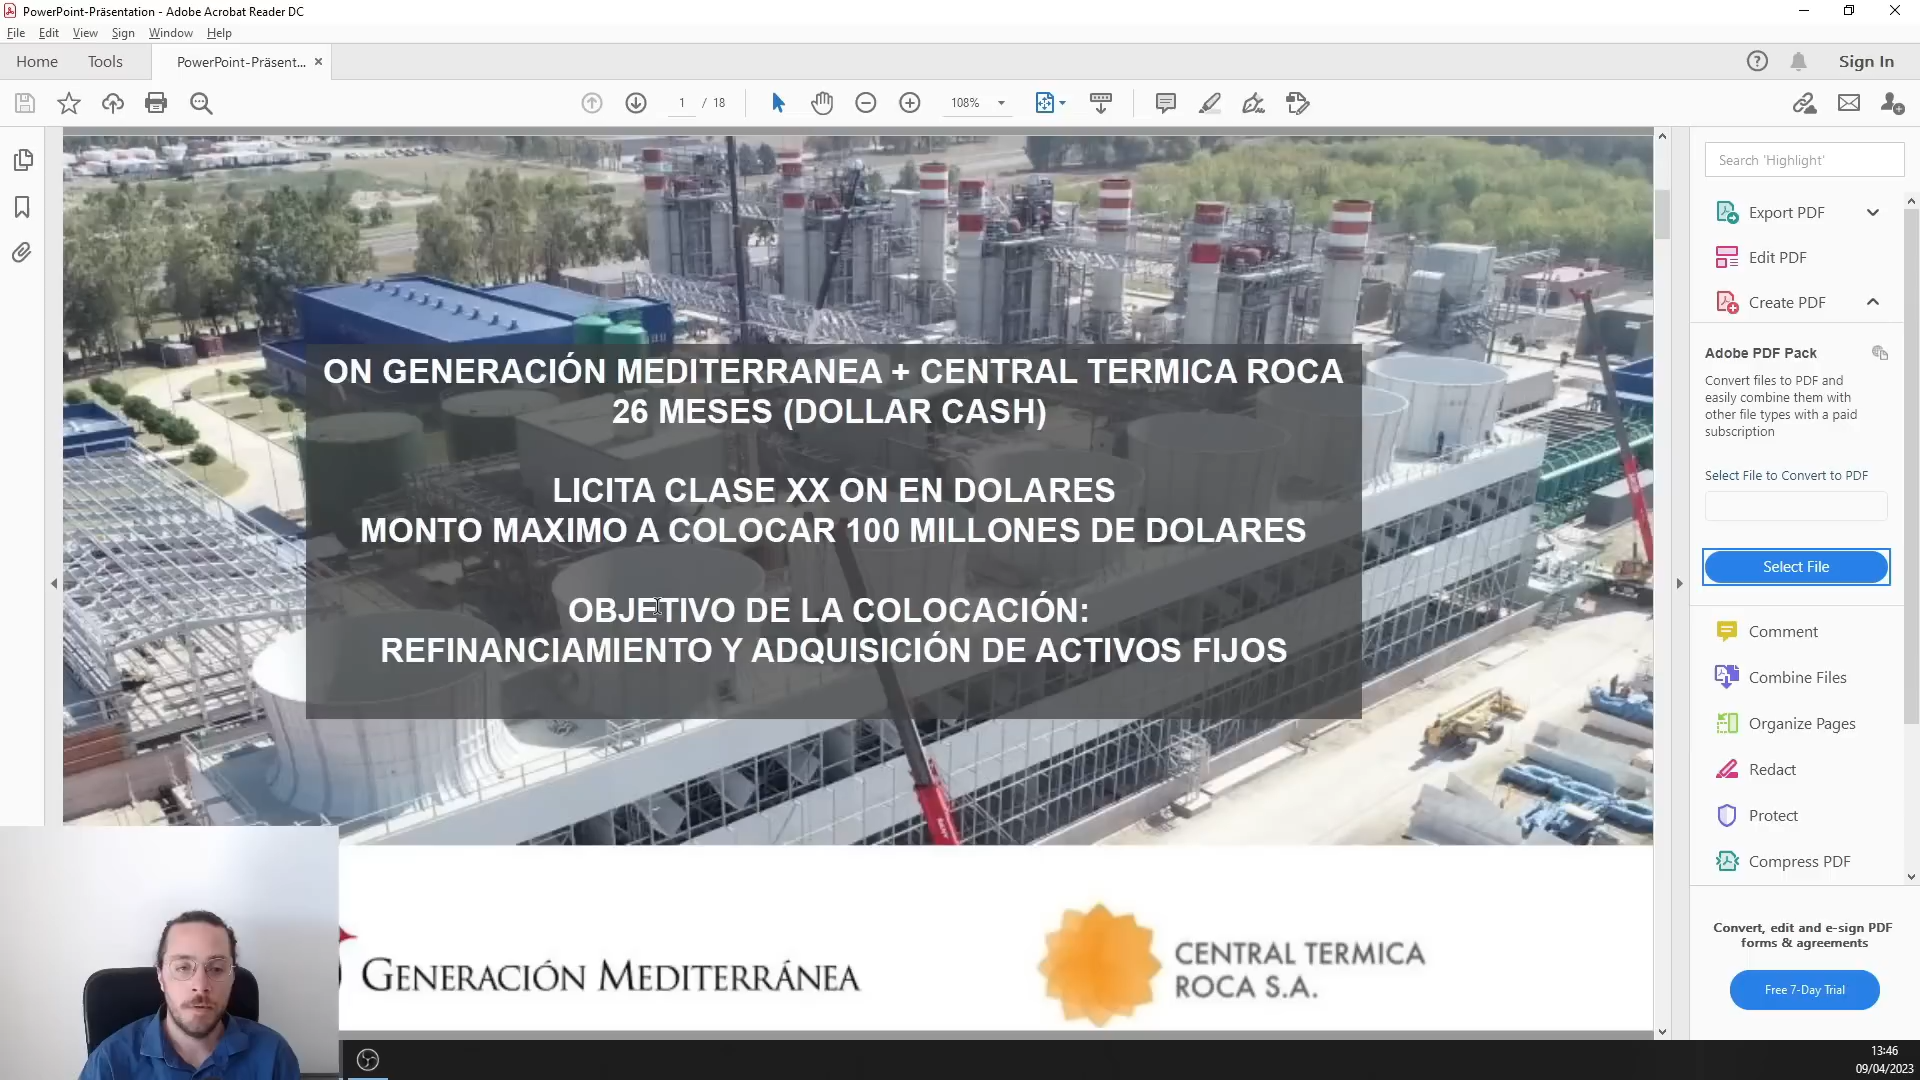 PowerPoint-Präsentation - Adobe Acrobat Reader DC
File Edit View Sign Window Help
Home Tools PowerPoint-Präsent... Sign In
1 / 18 108%
Search 'Highlight'
Export PDF
Edit PDF
Create PDF
Adobe PDF Pack
Convert files to PDF and
easily combine them with
other file types with a paid
subscription
Select File to Convert to PDF
Select File
Comment
Combine Files
Organize Pages
Redact
Protect
Compress PDF
Convert, edit and e-sign PDF
forms & agreements
Free 7-Day Trial
ON GENERACIÓN MEDITERRANEA + CENTRAL TERMICA ROCA
26 MESES (DOLLAR CASH)
LICITA CLASE XX ON EN DOLARES
MONTO MAXIMO A COLOCAR 100 MILLONES DE DOLARES
OBJETIVO DE LA COLOCACIÓN:
REFINANCIAMIENTO Y ADQUISICIÓN DE ACTIVOS FIJOS
GENERACIÓN MEDITERRÁNEA
CENTRAL TERMICA
ROCA S.A.
13:46
09/04/2023